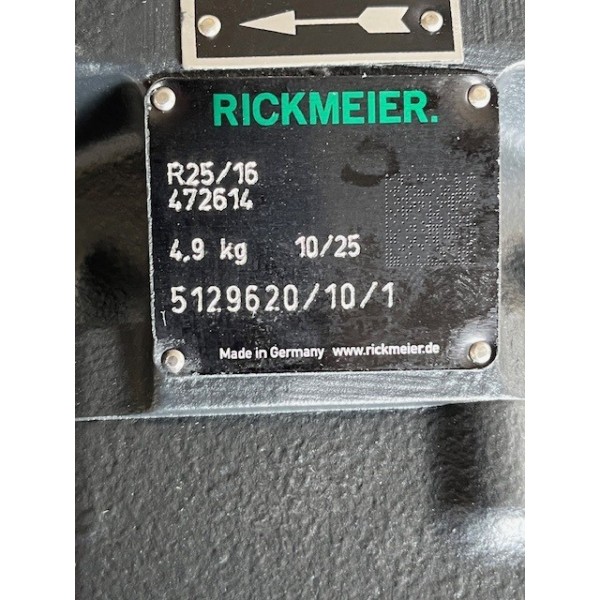 RICKMEIER.
R25/16
472614
4.9 kg 10/25
5129620/10/1
Made in Germany www.rickmeier.de